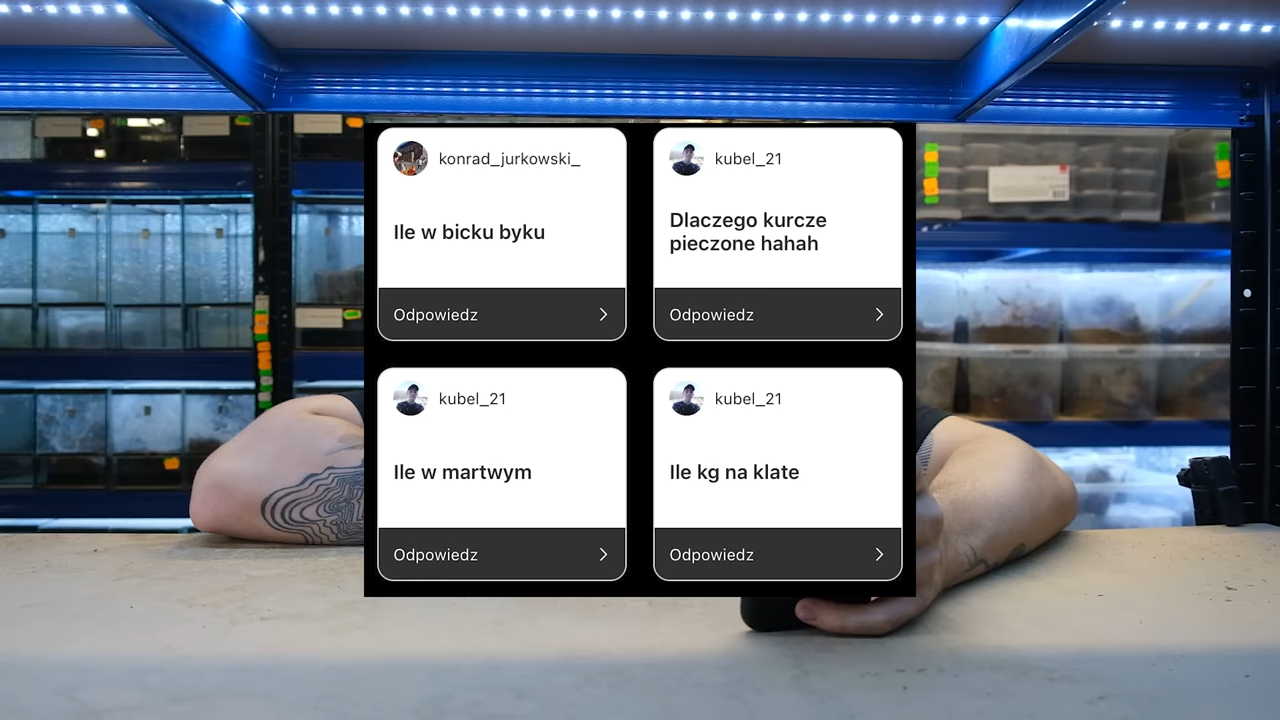 konrad_jurkowski_
Ile w bicku byku
Odpowiedz
kubel_21
Dlaczego kurcze
pieczone hahah
Odpowiedz
kubel_21
Ile w martwym
Odpowiedz
kubel_21
Ile kg na klate
Odpowiedz